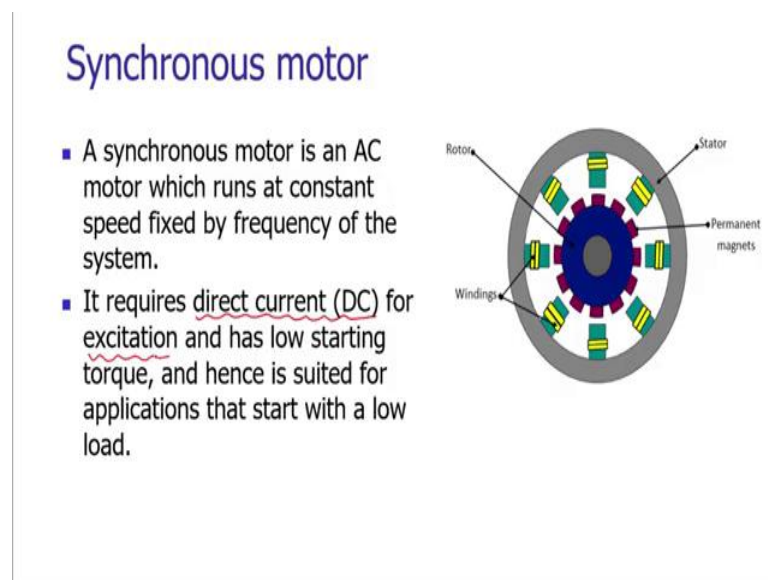 Synchronous motor
■ A synchronous motor is an AC
motor which runs at constant
speed fixed by frequency of the
system.
■ It requires direct current (DC) for
excitation and has low starting
torque, and hence is suited for
applications that start with a low
load.
Rotor
Stator
Permanent
magnets
Windings